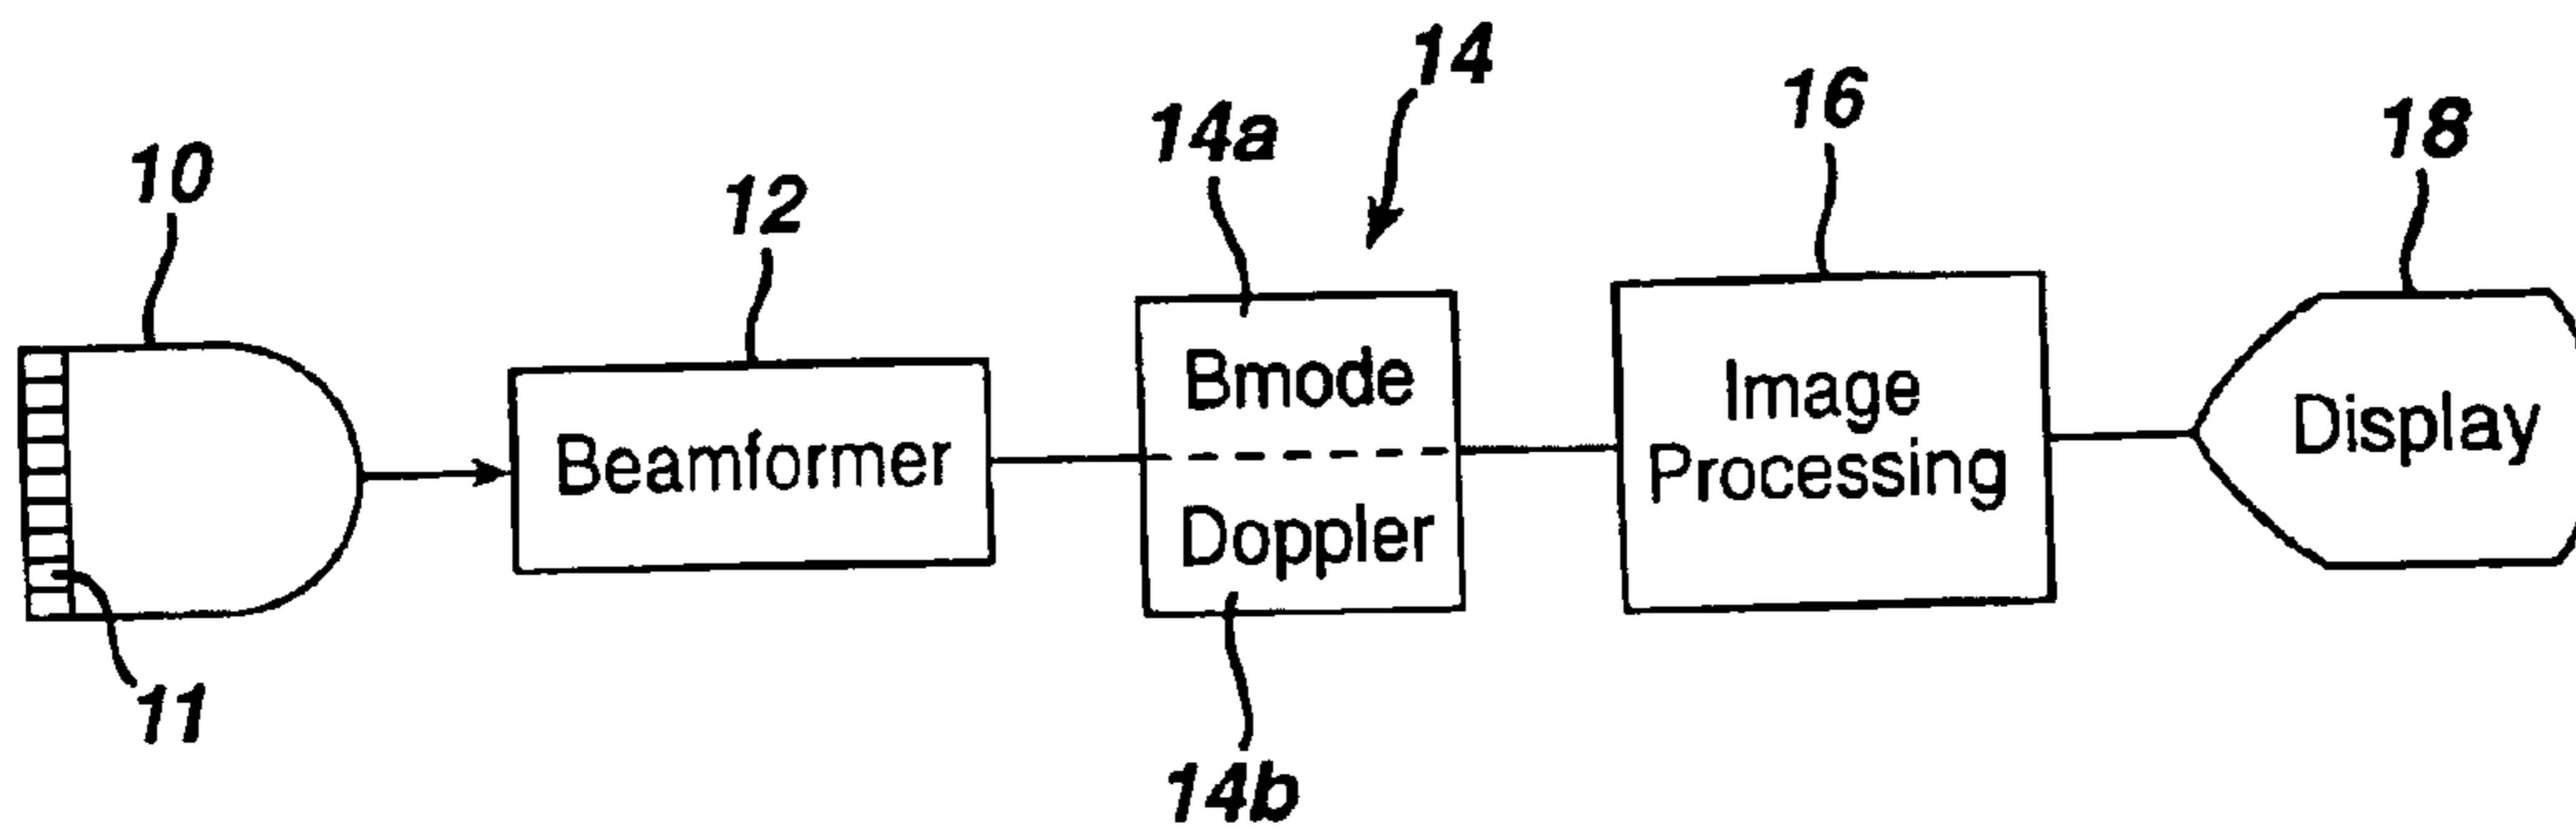 14
16
14a
18
10
12
Bmode
Image
Processing
Display
Beamformer
Doppler
11
14b